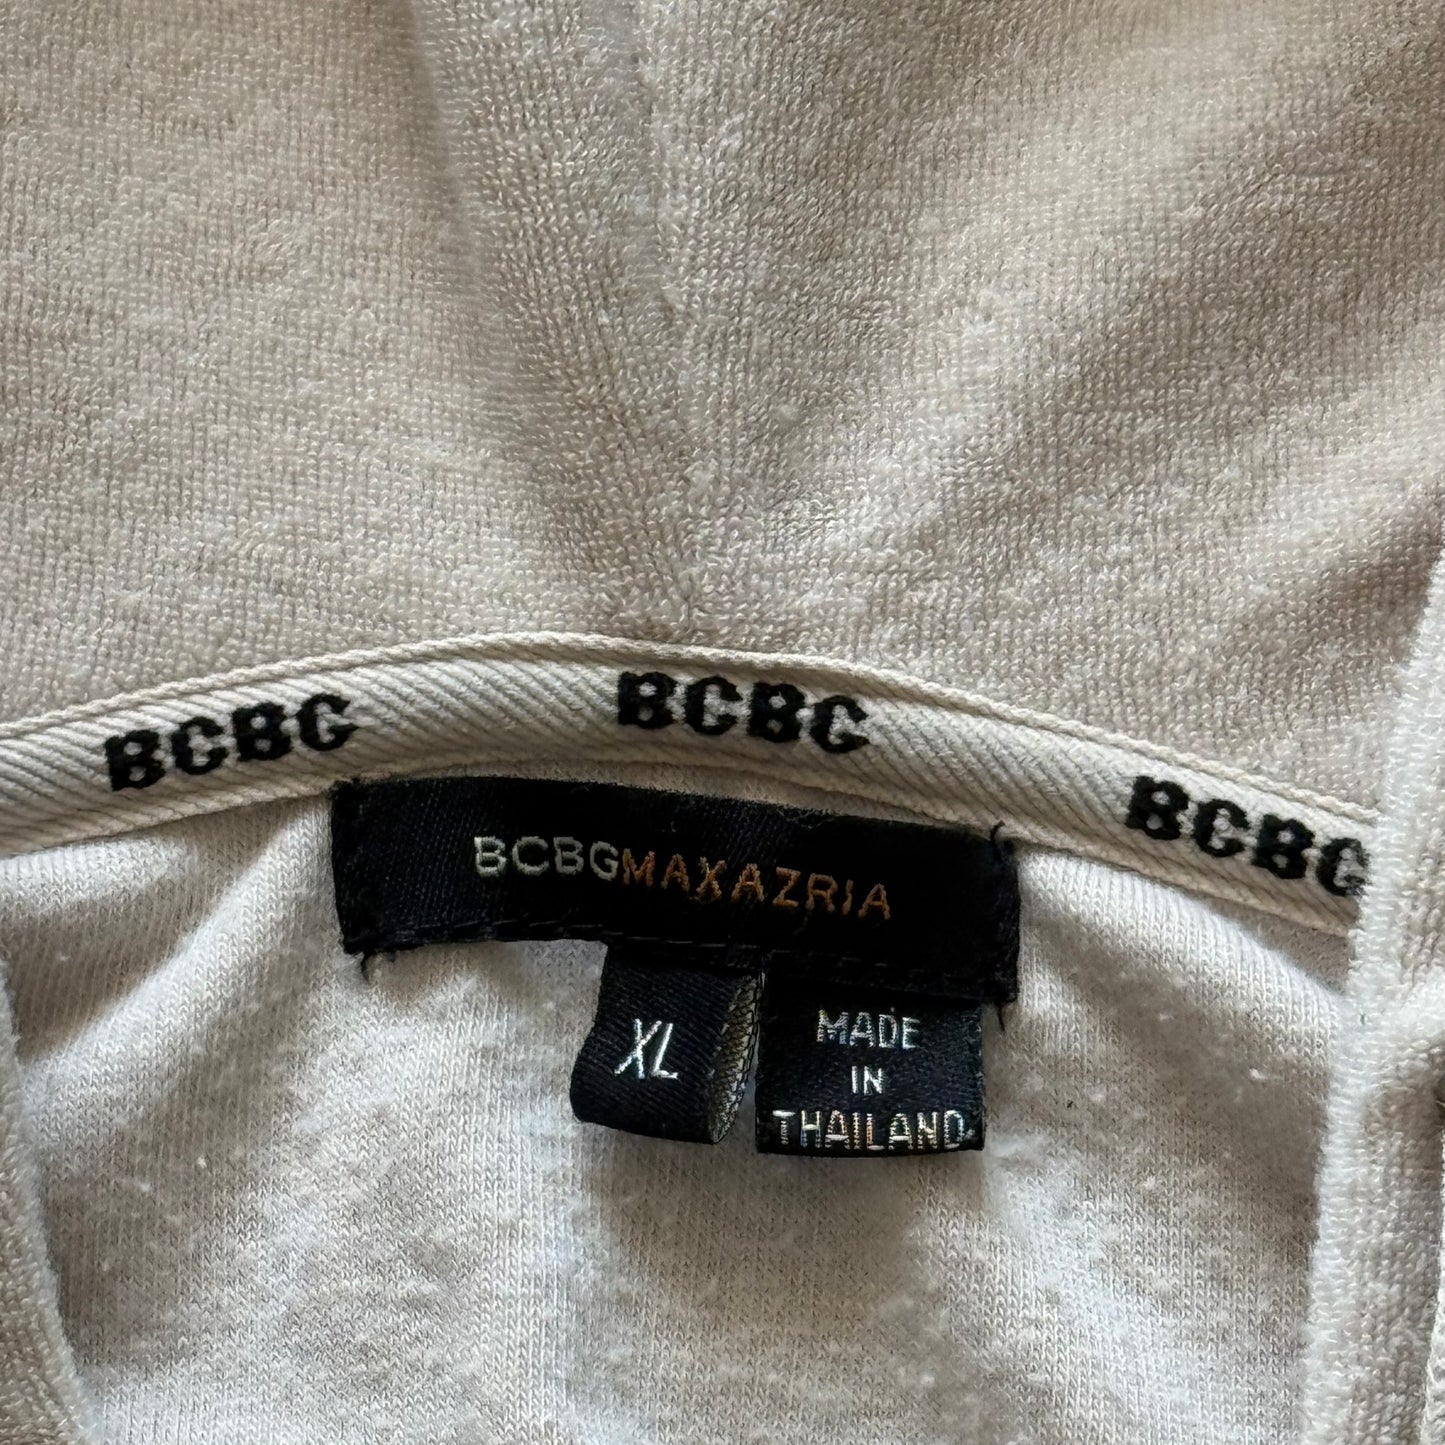 BCBG BCBG BCBG
BCBGMAXAZRIA
XL
MADE
IN
THAILAND